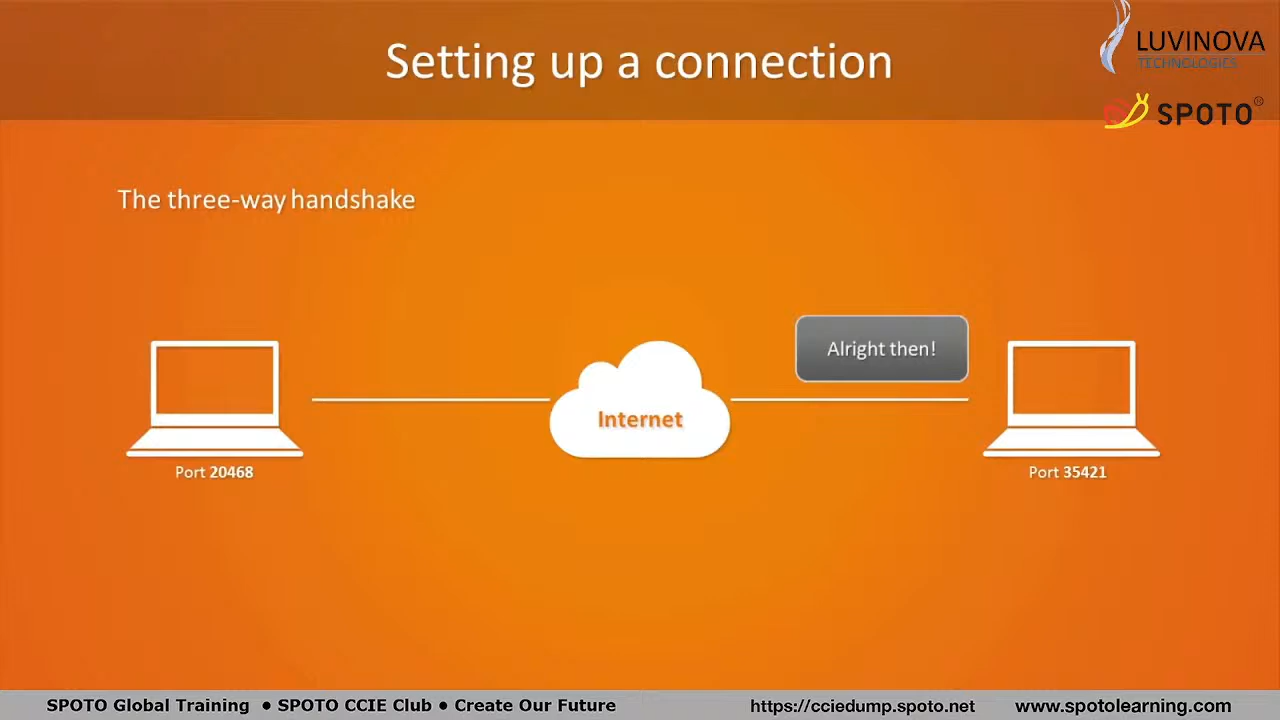 Setting up a connection
LUVINOVA
TECHNOLOGIES
SPOTO®
The three-way handshake
Alright then!
Internet
Port 20468
Port 35421
SPOTO Global Training ● SPOTO CCIE Club ● Create Our Future
https://cciedump.spoto.net
www.spotolearning.com